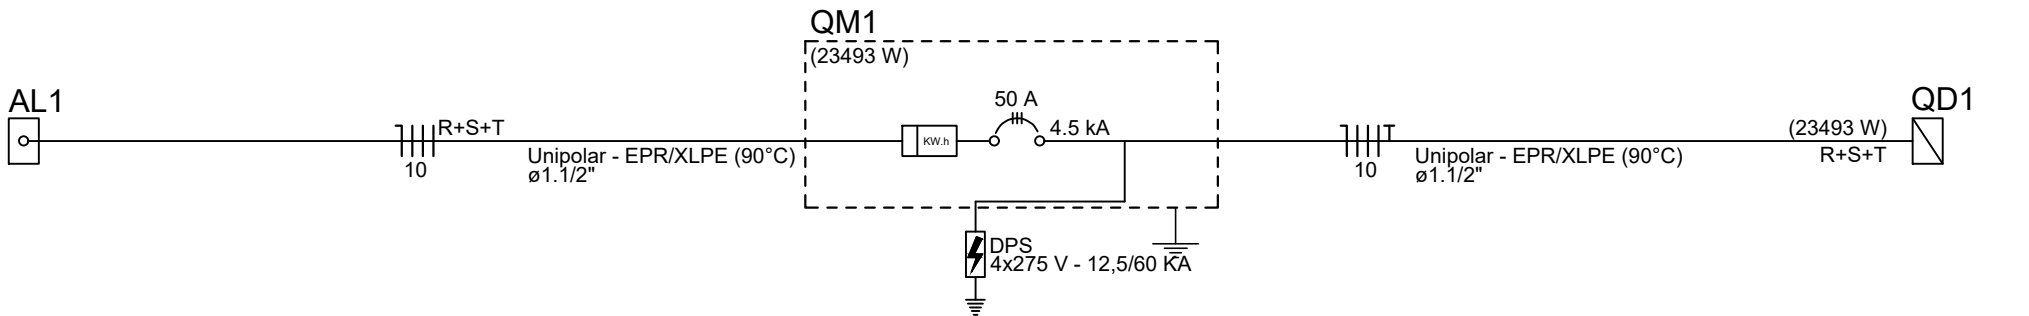 AL1
R+S+T
10
Unipolar - EPR/XLPE (90°C)
ø1.1/2"
QM1
(23493 W)
KW.h
50 A
4.5 kA
DPS
4x275 V - 12,5/60 KA
10
Unipolar - EPR/XLPE (90°C)
ø1.1/2"
(23493 W)
R+S+T
QD1